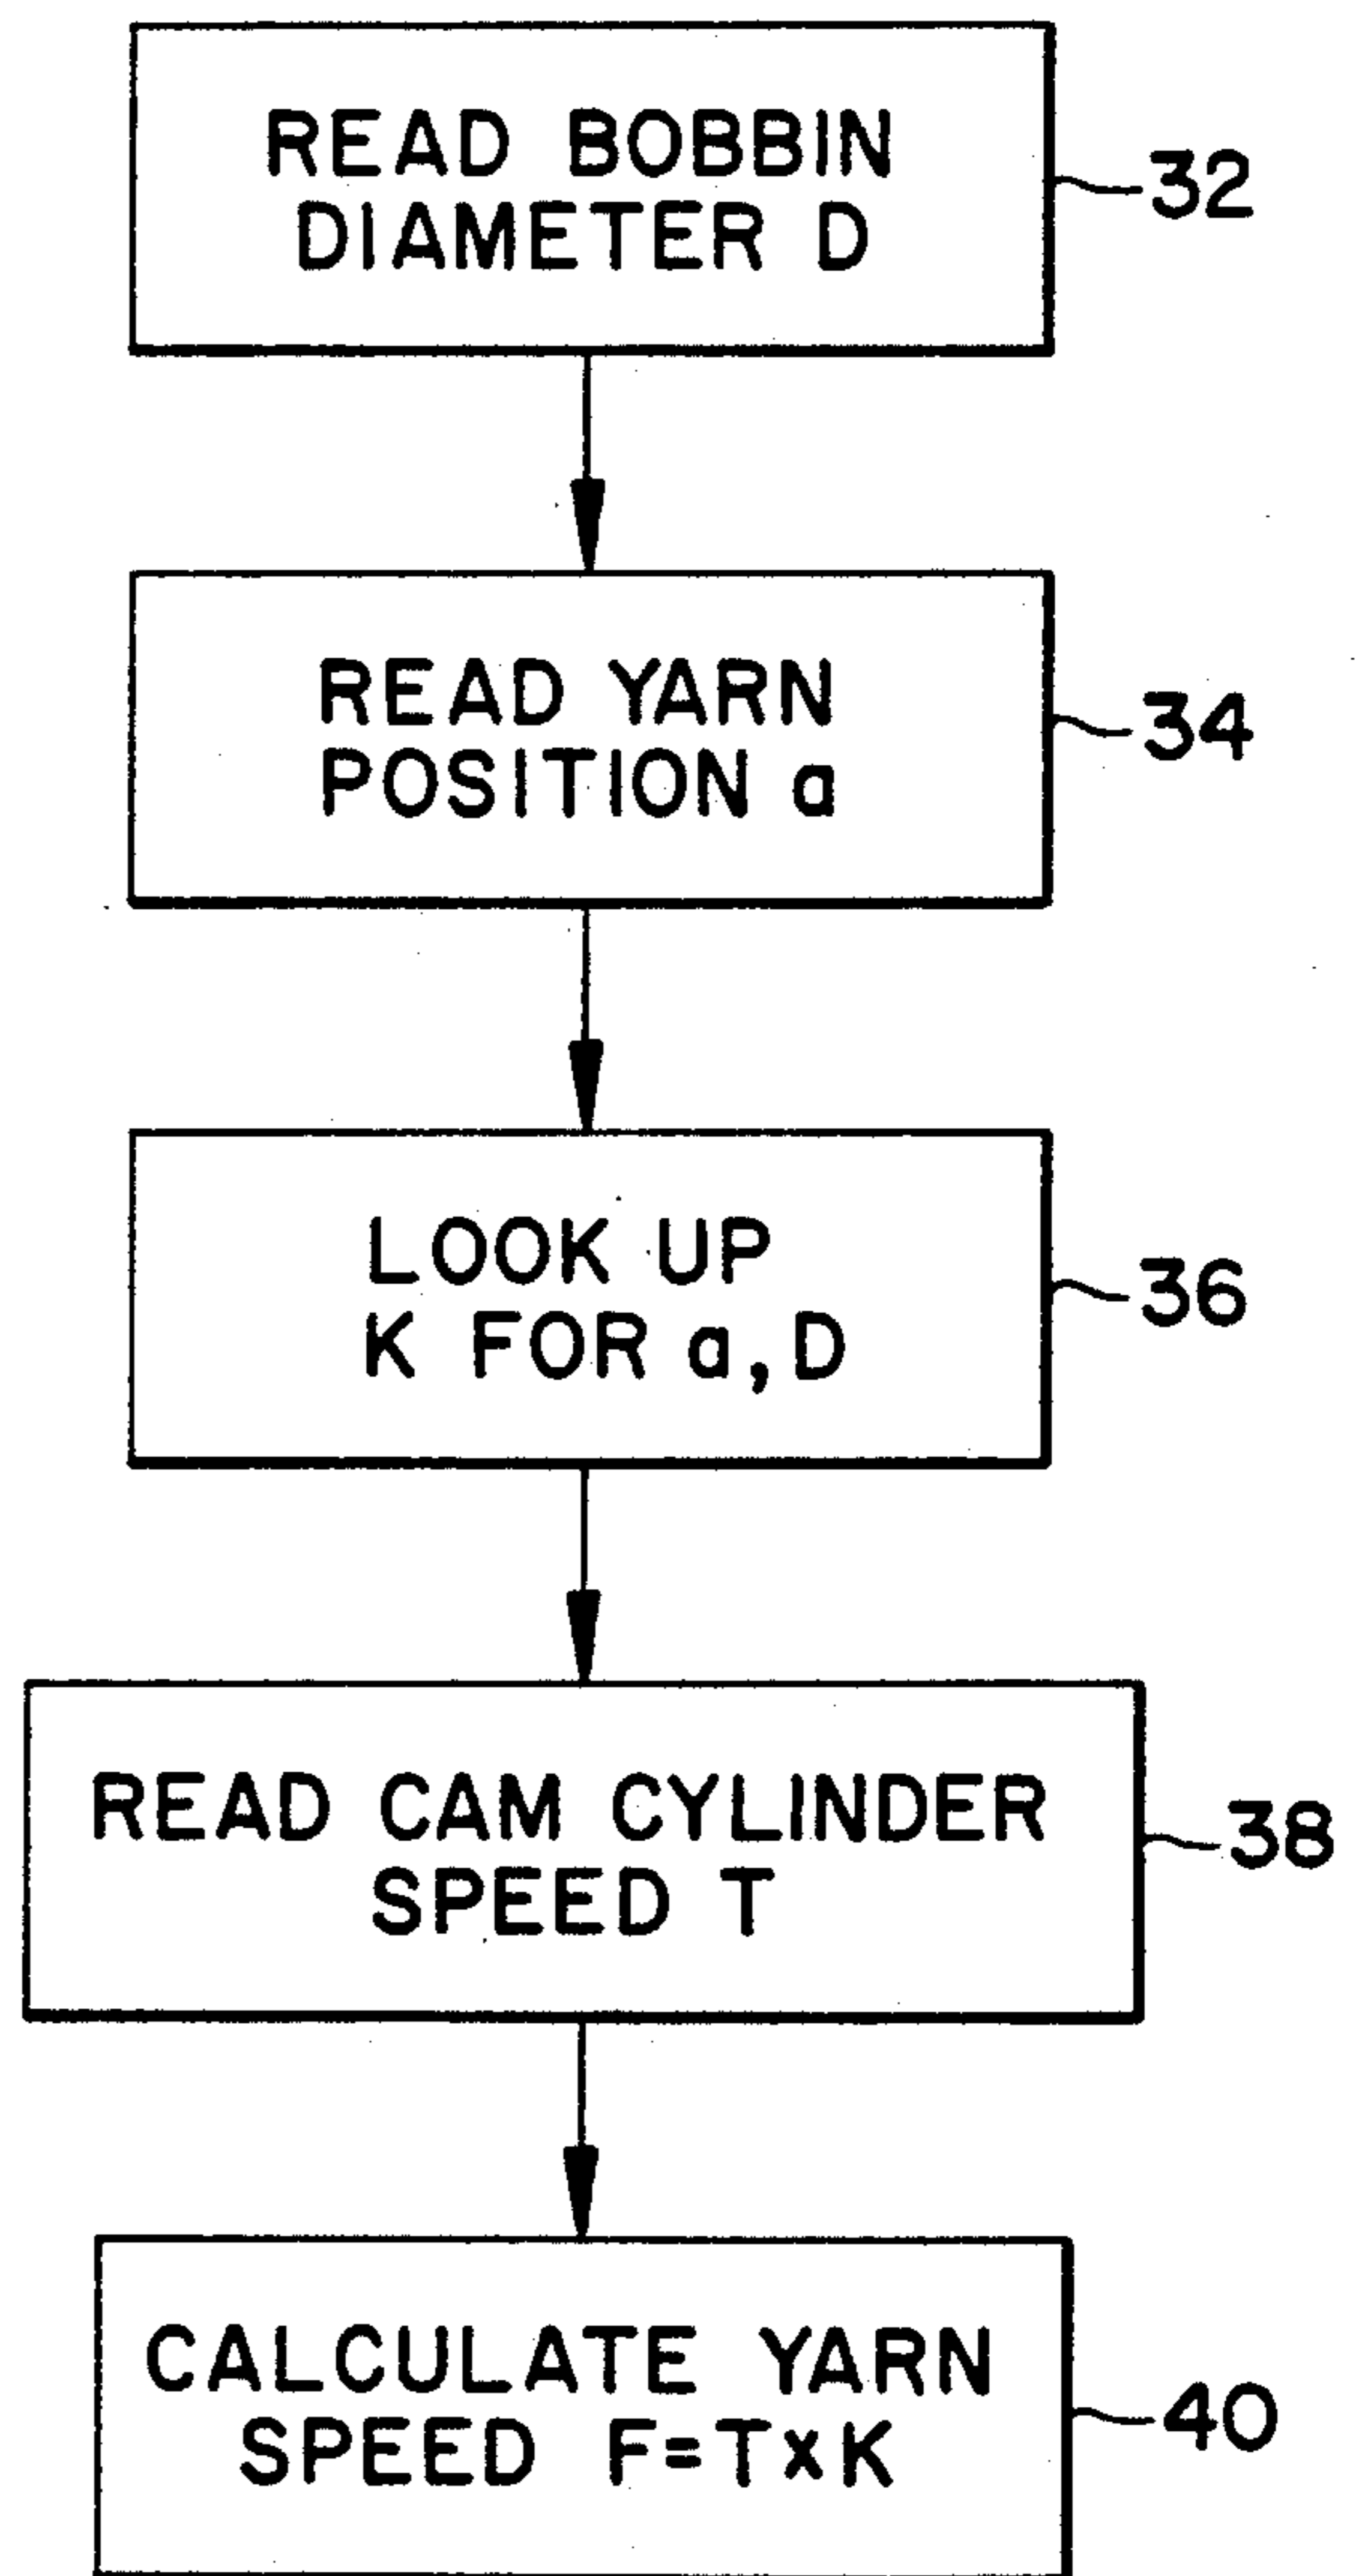 READ BOBBIN
DIAMETER D
32
READ YARN
POSITION a
34
LOOK UP
K FOR a, D
36
READ CAM CYLINDER
SPEED T
38
CALCULATE YARN
SPEED F=TxK
40